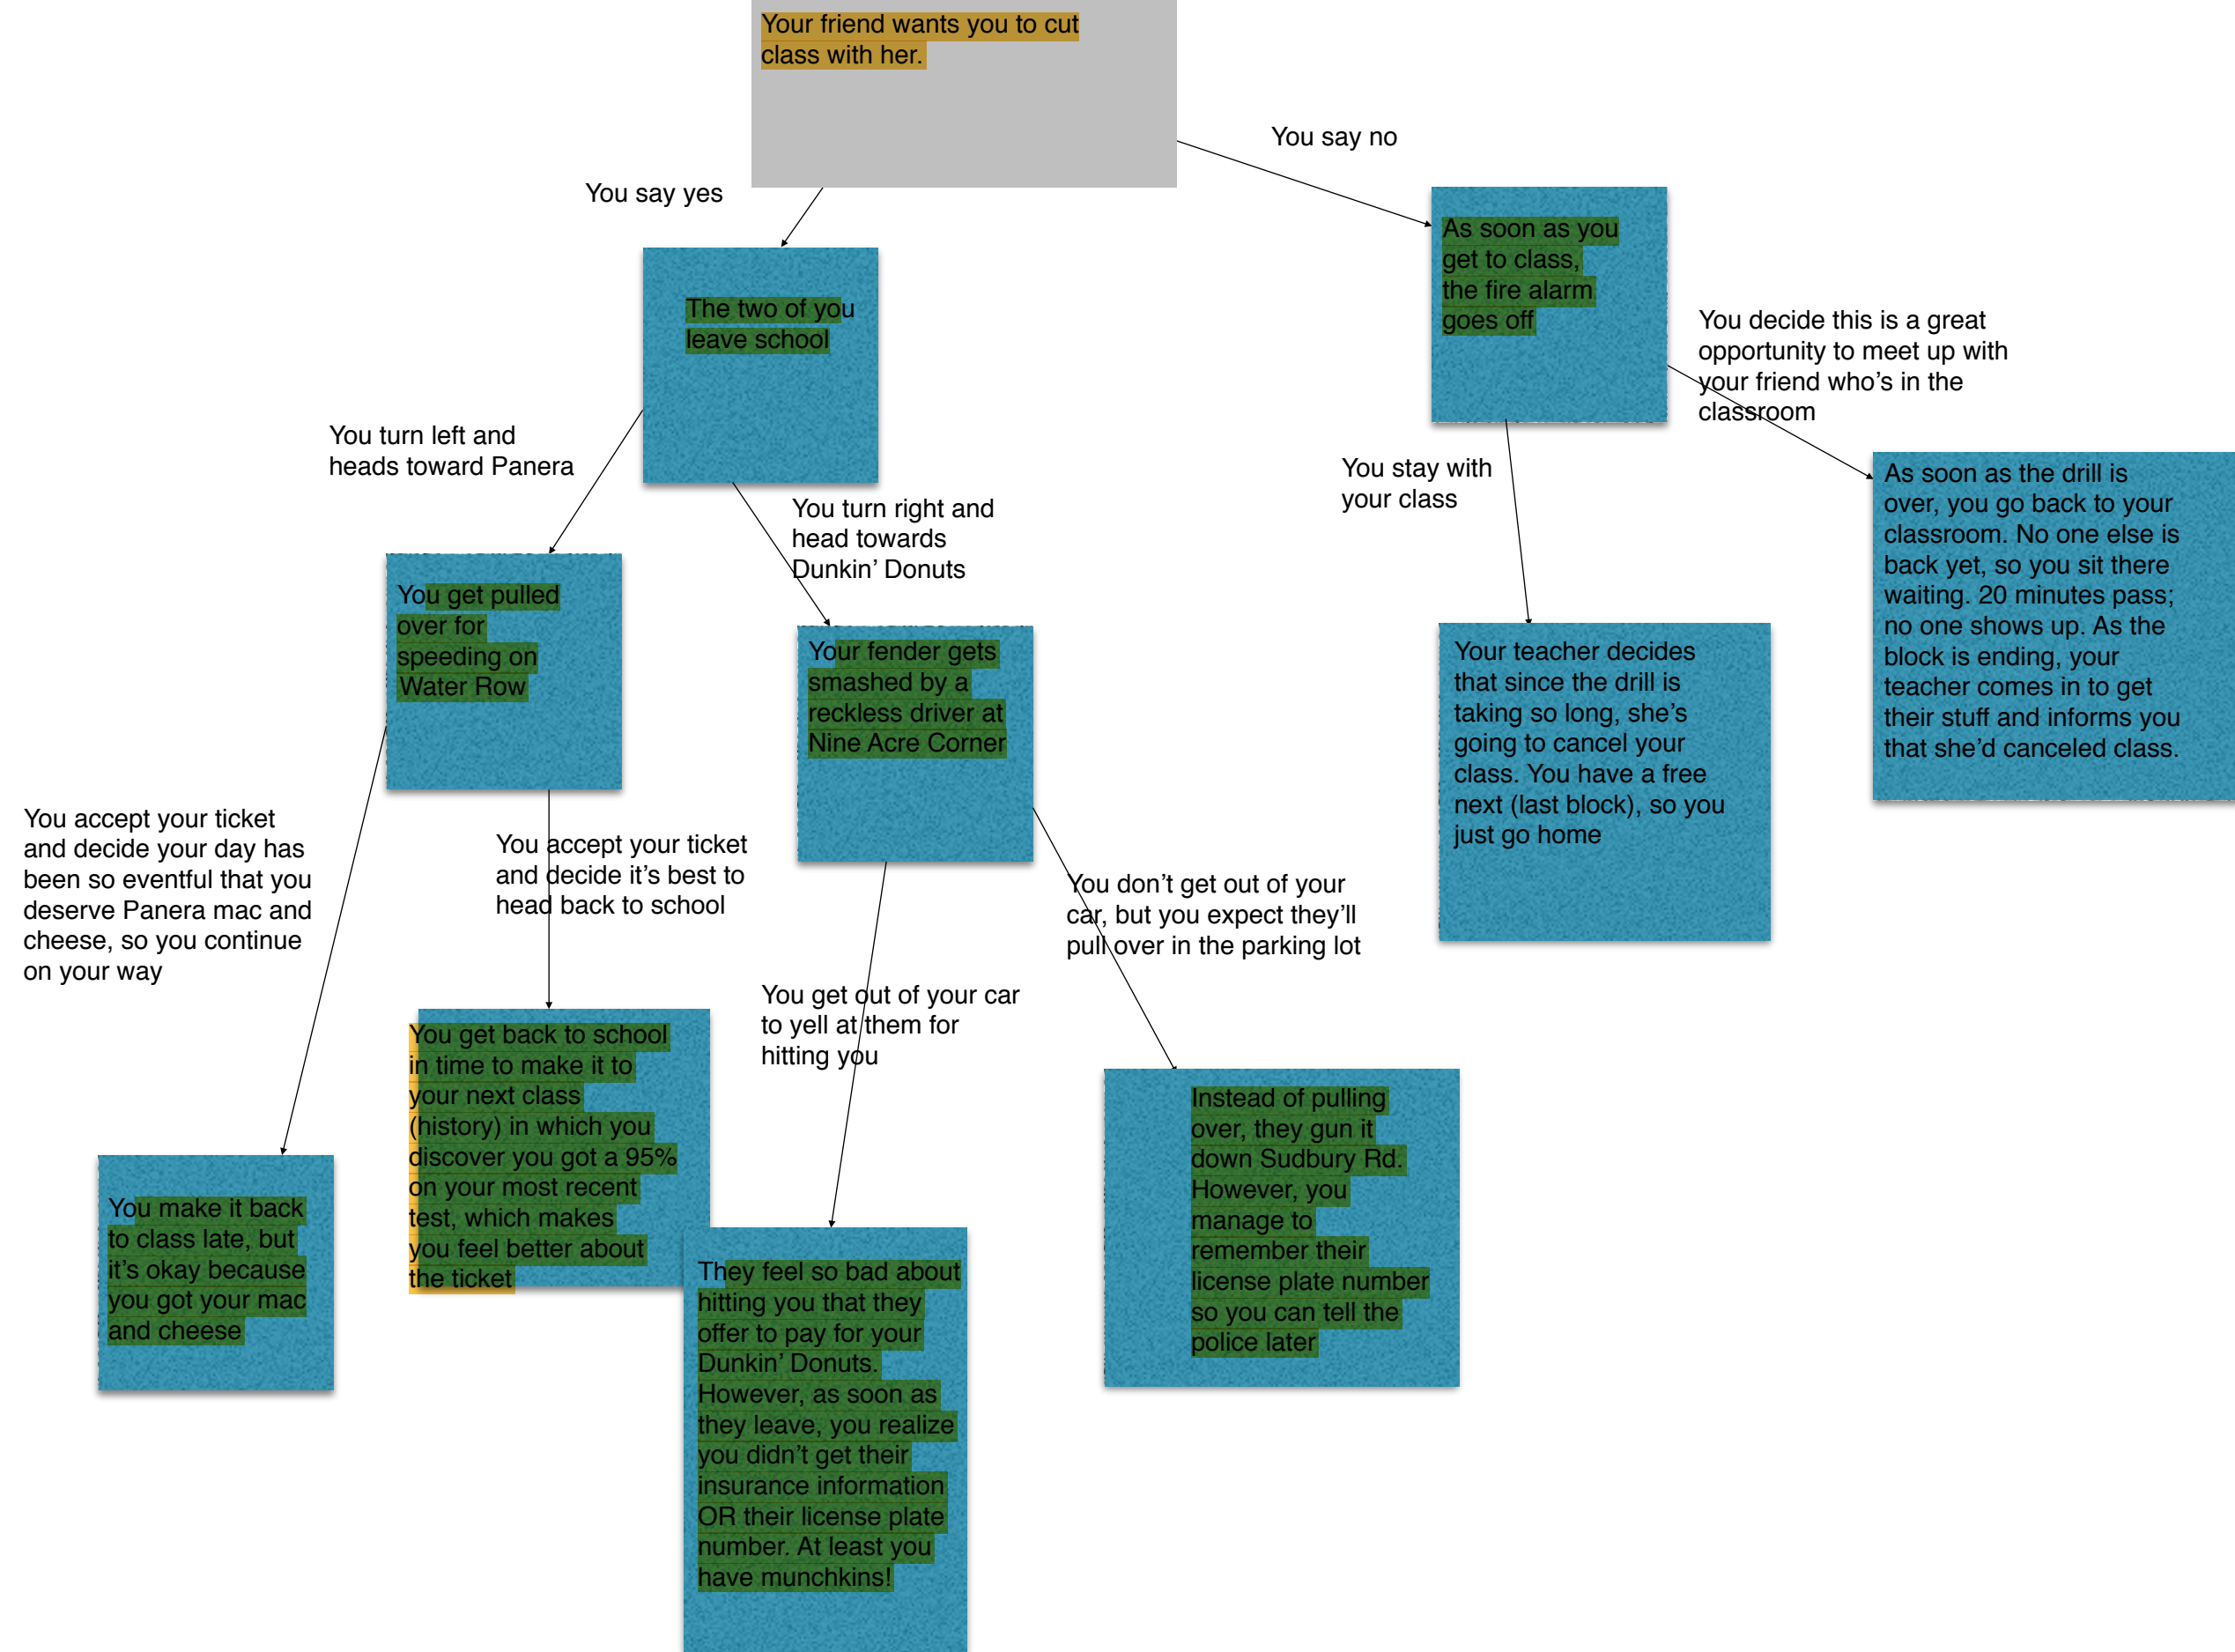 Your friend wants you to cut
class with her.
You say no
You say yes
As soon as you
get to class,
the fire alarm
goes off
The two of you
leave school
You decide this is a great
opportunity to meet up with
your friend who’s in the
classroom
You turn left and
heads toward Panera
You stay with
your class
You turn right and
head towards
Dunkin’ Donuts
As soon as the drill is
over, you go back to your
classroom. No one else is
back yet, so you sit there
waiting. 20 minutes pass;
no one shows up. As the
block is ending, your
teacher comes in to get
their stuff and informs you
that she’d canceled class.
You get pulled
over for
speeding on
Water Row
Your fender gets
smashed by a
reckless driver at
Nine Acre Corner
Your teacher decides
that since the drill is
taking so long, she’s
going to cancel your
class. You have a free
next (last block), so you
just go home
You accept your ticket
and decide your day has
been so eventful that you
deserve Panera mac and
cheese, so you continue
on your way
You accept your ticket
and decide it’s best to
head back to school
You don’t get out of your
car, but you expect they’ll
pull over in the parking lot
You get out of your car
to yell at them for
hitting you
You get back to school
in time to make it to
your next class
(history) in which you
discover you got a 95%
on your most recent
test, which makes
you feel better about
the ticket
Instead of pulling
over, they gun it
down Sudbury Rd.
However, you
manage to
remember their
license plate number
so you can tell the
police later
You make it back
to class late, but
it’s okay because
you got your mac
and cheese
They feel so bad about
hitting you that they
offer to pay for your
Dunkin’ Donuts.
However, as soon as
they leave, you realize
you didn’t get their
insurance information
OR their license plate
number. At least you
have munchkins!